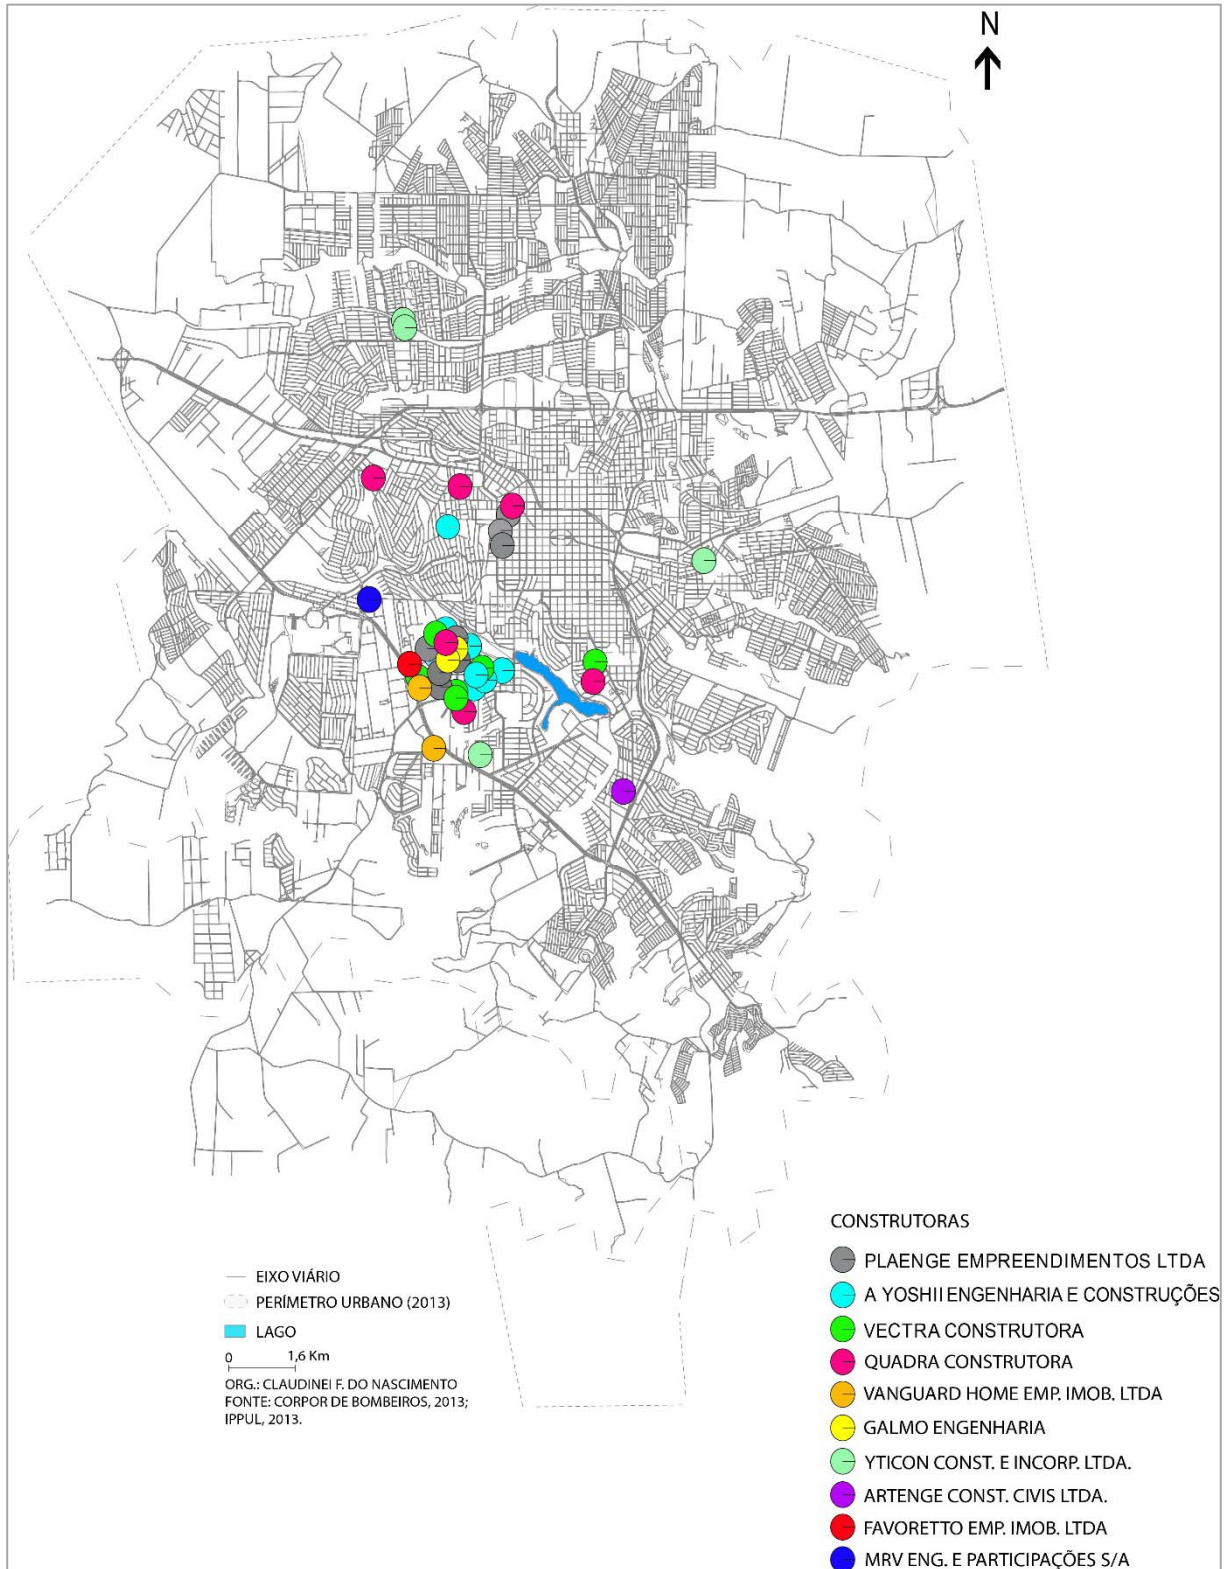 N
CONSTRUTORAS
PLAENGE EMPREENDIMENTOS LTDA
A YOSHII ENGENHARIA E CONSTRUÇÕES
VECTRA CONSTRUTORA
QUADRA CONSTRUTORA
VANGUARD HOME EMP. IMOB. LTDA
GALMO ENGENHARIA
YTICON CONST. E INCORP. LTDA.
ARTENGE CONST. CIVIS LTDA.
FAVORETTO EMP. IMOB. LTDA
MRV ENG. E PARTICIPAÇÕES S/A
EIXO VIÁRIO
PERÍMETRO URBANO (2013)
LAGO
0 1,6 Km
ORG.: CLAUDINEI F. DO NASCIMENTO
FONTE: CORPOR DE BOMBEIROS, 2013;
IPPUL, 2013.